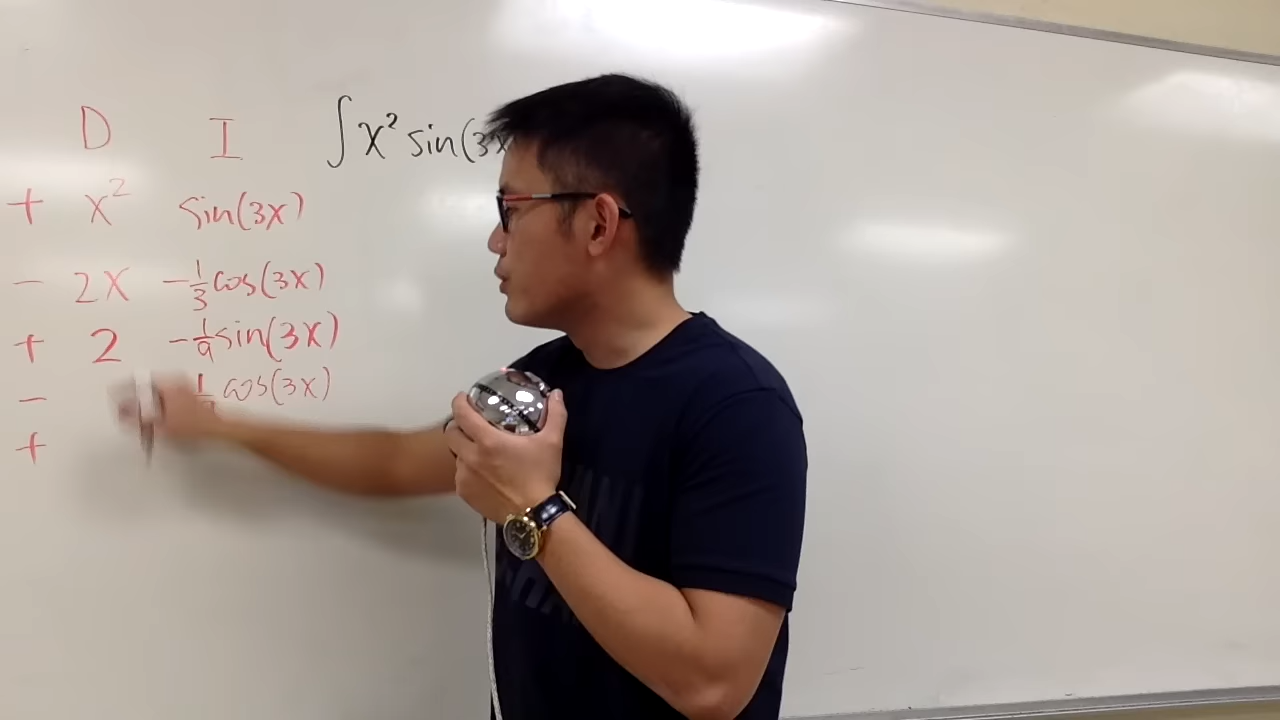 D I ∫x² sin(3x
+ x² sin(3x)
- 2x -1/3 cos(3x)
+ 2 -1/9 sin(3x)
- cos(3x)
+